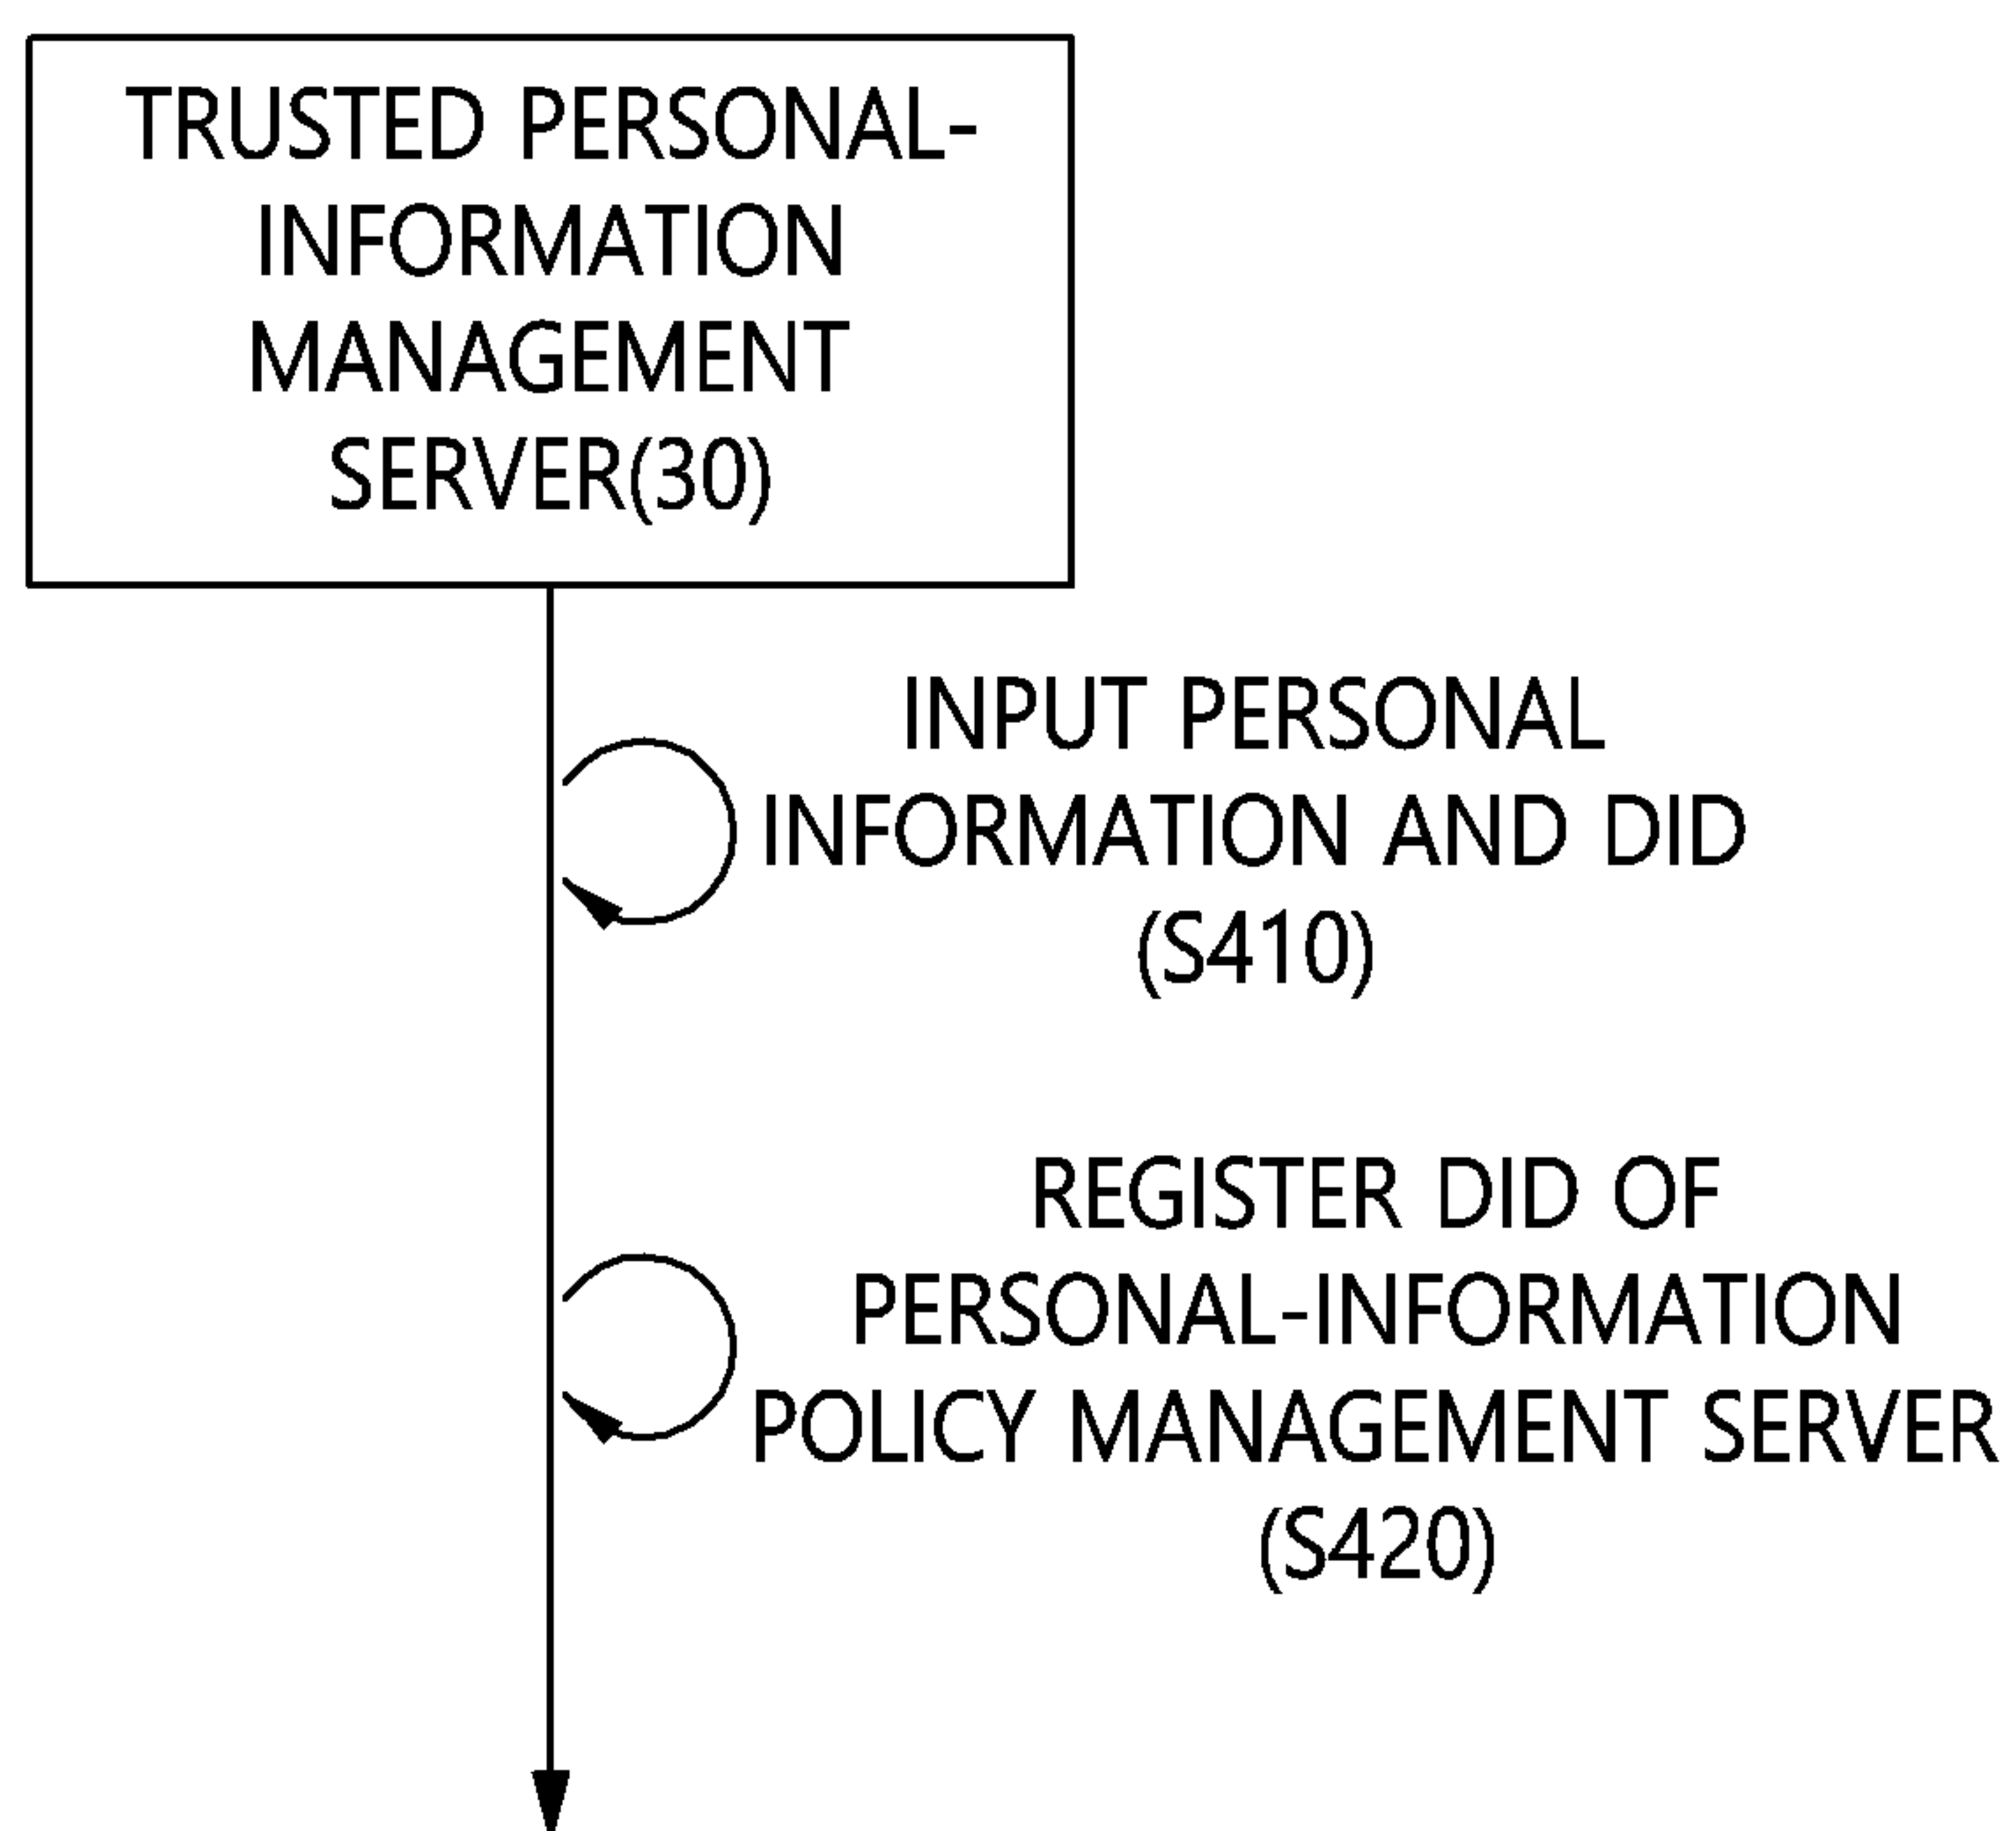 TRUSTED PERSONAL-
INFORMATION
MANAGEMENT
SERVER(30)
INPUT PERSONAL
INFORMATION AND DID
(S410)
REGISTER DID OF
PERSONAL-INFORMATION
POLICY MANAGEMENT SERVER
(S420)